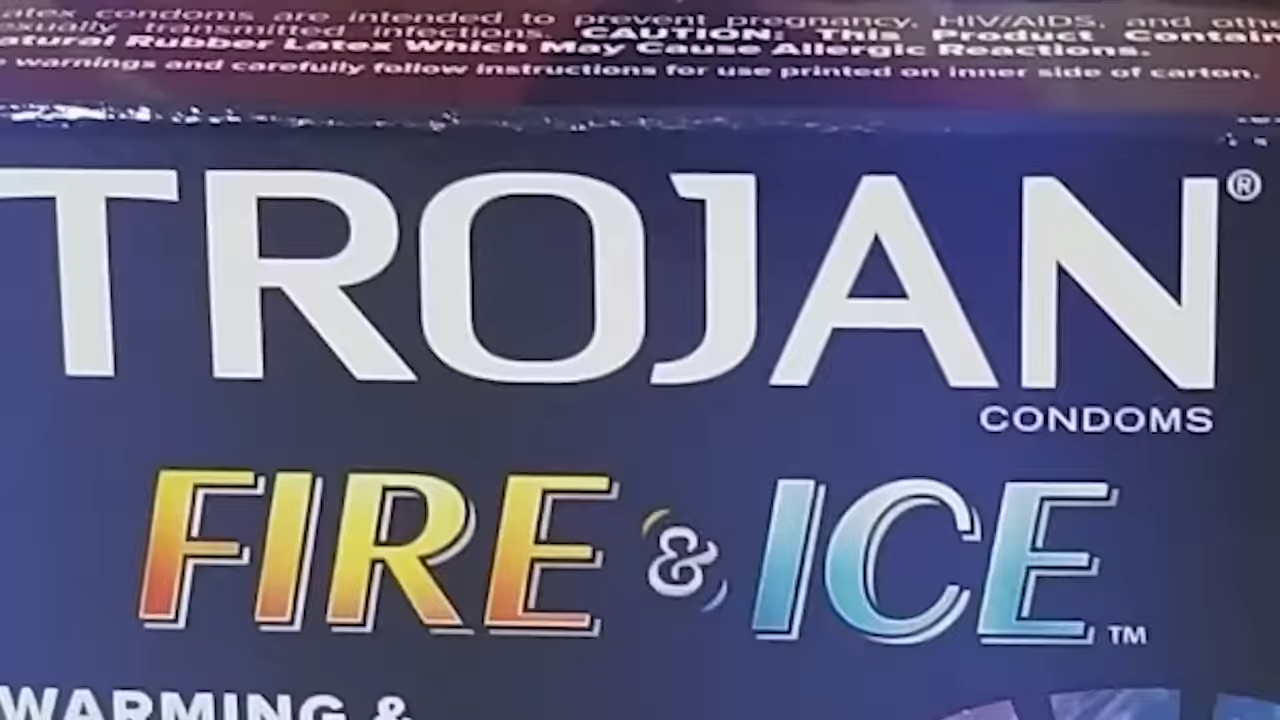 atex condoms are intended to prevent pregnancy, HIV/AIDS, and othe
exually transmitted infections. CAUTION: This Product Contain
atural Rubber Latex Which May Cause Allergic Reactions.
warnings and carefully follow instructions for use printed on inner side of carton.
TROJAN®
CONDOMS
FIRE & ICE™
WARMING &